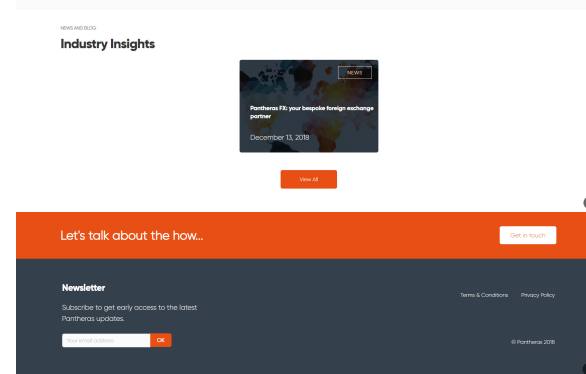 NEWS AND BLOG
Industry Insights
NEWS
Pantheras FX: your bespoke foreign exchange
partner
December 13, 2018
View All
Let's talk about the how...
Get in touch
Newsletter
Subscribe to get early access to the latest
Pantheras updates.
Your email address
OK
Terms & Conditions
Privacy Policy
© Pantheras 2018